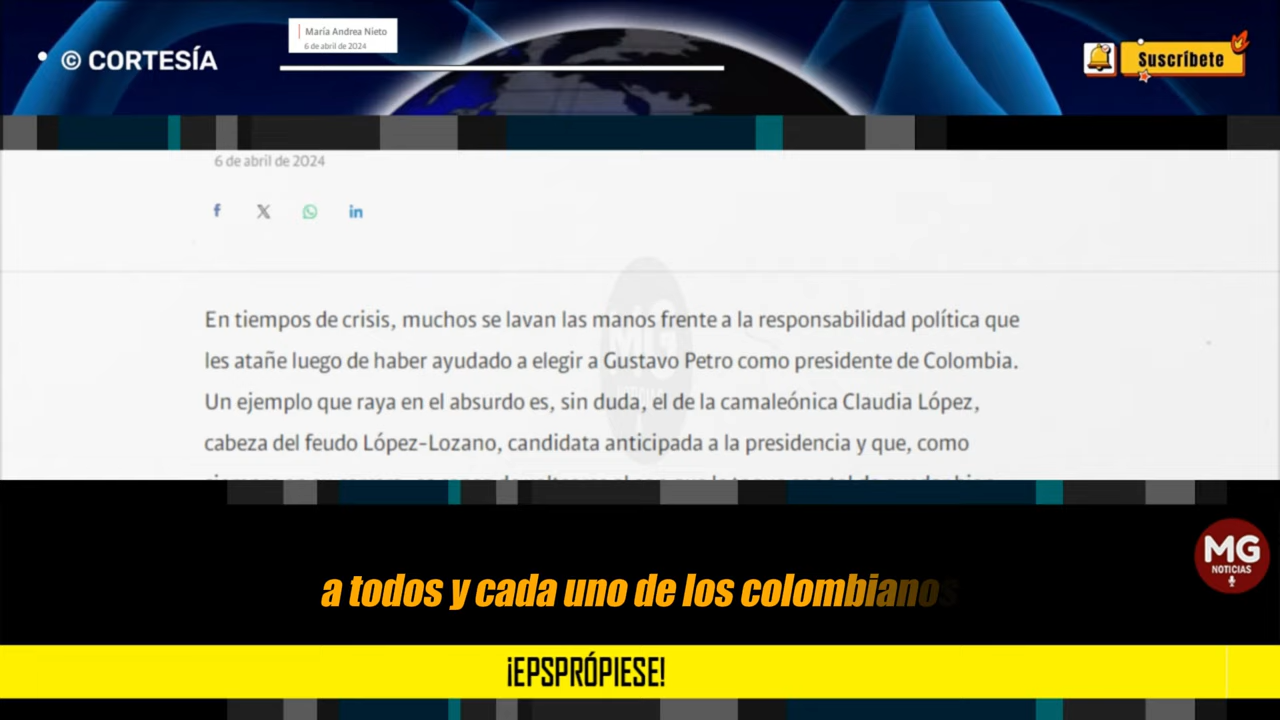 María Andrea Nieto
6 de abril de 2024
© CORTESÍA
Suscríbete
6 de abril de 2024
En tiempos de crisis, muchos se lavan las manos frente a la responsabilidad política que
les atañe luego de haber ayudado a elegir a Gustavo Petro como presidente de Colombia.
Un ejemplo que raya en el absurdo es, sin duda, el de la camaleónica Claudia López,
cabeza del feudo López-Lozano, candidata anticipada a la presidencia y que, como
MG
NOTICIAS
a todos y cada uno de los colombianos
¡EPSPRÓPIESE!